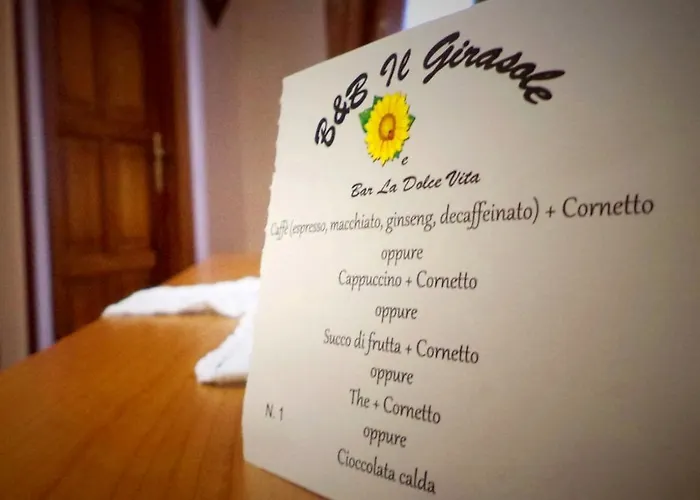 B&B Il Girasole
e
Bar La Dolce Vita
Caffè (espresso, macchiato, ginseng, decaffeinato) + Cornetto
oppure
Cappuccino + Cornetto
oppure
Succo di frutta + Cornetto
oppure
The + Cornetto
oppure
Cioccolata calda
N. 1